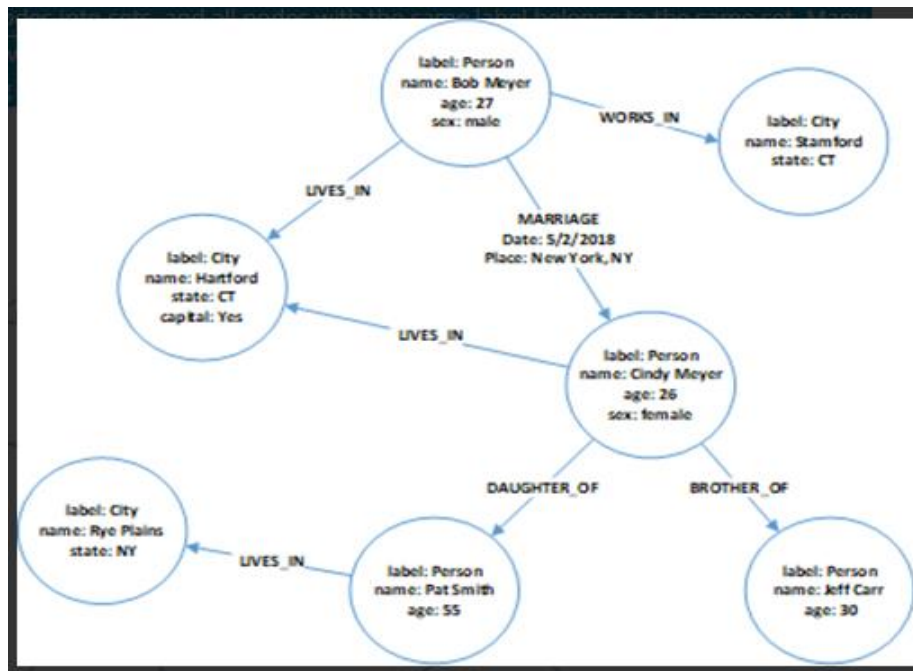 label: Person
name: Bob Meyer
age: 27
sex: male
WORKS_IN
label: City
name: Stamford
state: CT
LIVES_IN
MARRIAGE
Date: 5/2/2018
Place: New York, NY
label: City
name: Hartford
state: CT
capital: Yes
LIVES_IN
label: Person
name: Cindy Meyer
age: 26
sex: female
DAUGHTER_OF
BROTHER_OF
label: City
name: Rye Plains
state: NY
LIVES_IN
label: Person
name: Pat Smith
age: 55
label: Person
name: Jeff Carr
age: 30